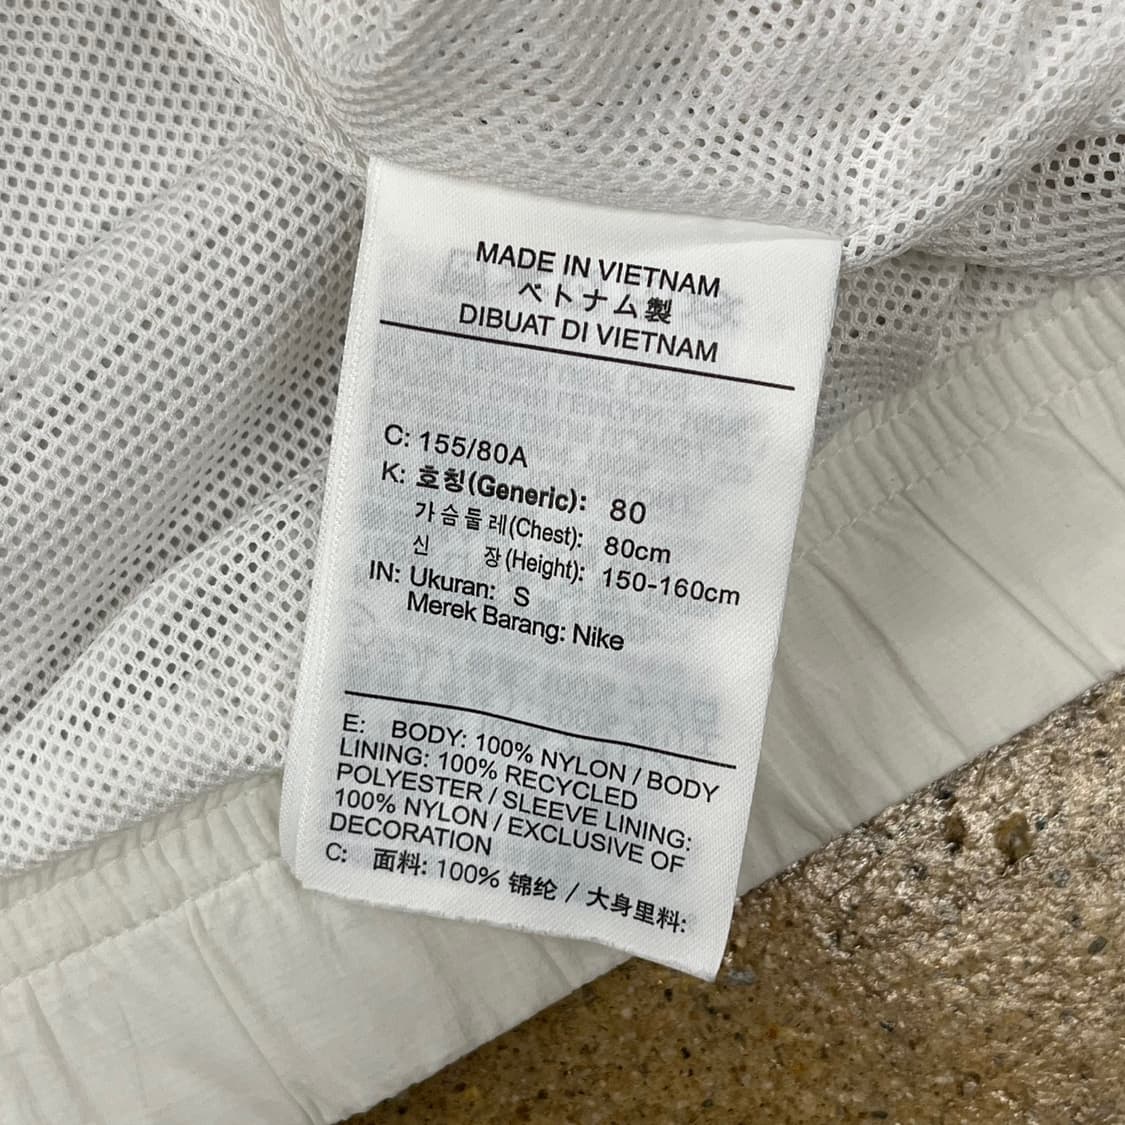 MADE IN VIETNAM
ベトナム製
DIBUAT DI VIETNAM
C: 155/80A
K: 호칭(Generic): 80
가슴둘레(Chest): 80cm
신 장(Height): 150-160cm
IN: Ukuran: S
Merek Barang: Nike
E: BODY: 100% NYLON / BODY
LINING: 100% RECYCLED
POLYESTER / SLEEVE LINING:
100% NYLON / EXCLUSIVE OF
DECORATION
C: 面料: 100% 锦纶 / 大身里料: